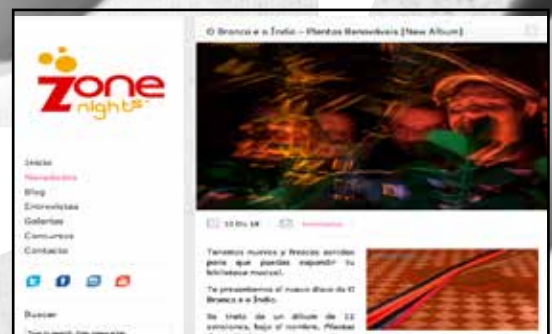 zone
nights
Inicio
Novedades
Blog
Entrevistas
Galerias
Concursos
Contacto
Buscar
O Branco e o Índio – Plantas Renováveis [New Album]
Tenemos nuevos y frescos sonidos
para que puedas expandir tu
biblioteca musical.
Te presentamos el nuevo disco de O
Branco e o Índio.
Se trata de un álbum de 12
canciones, bajo el nombre, Plantas